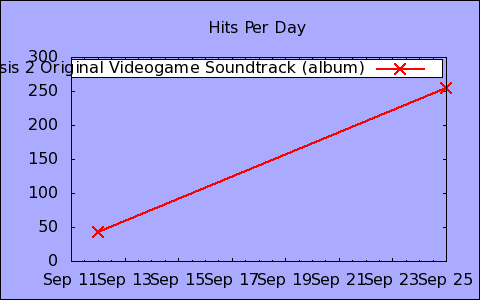 Hits Per Day
300
sis 2 Original Videogame Soundtrack (album)
250
200
150
100
50
0
Sep 11 Sep 13 Sep 15 Sep 17 Sep 19 Sep 21 Sep 23 Sep 25